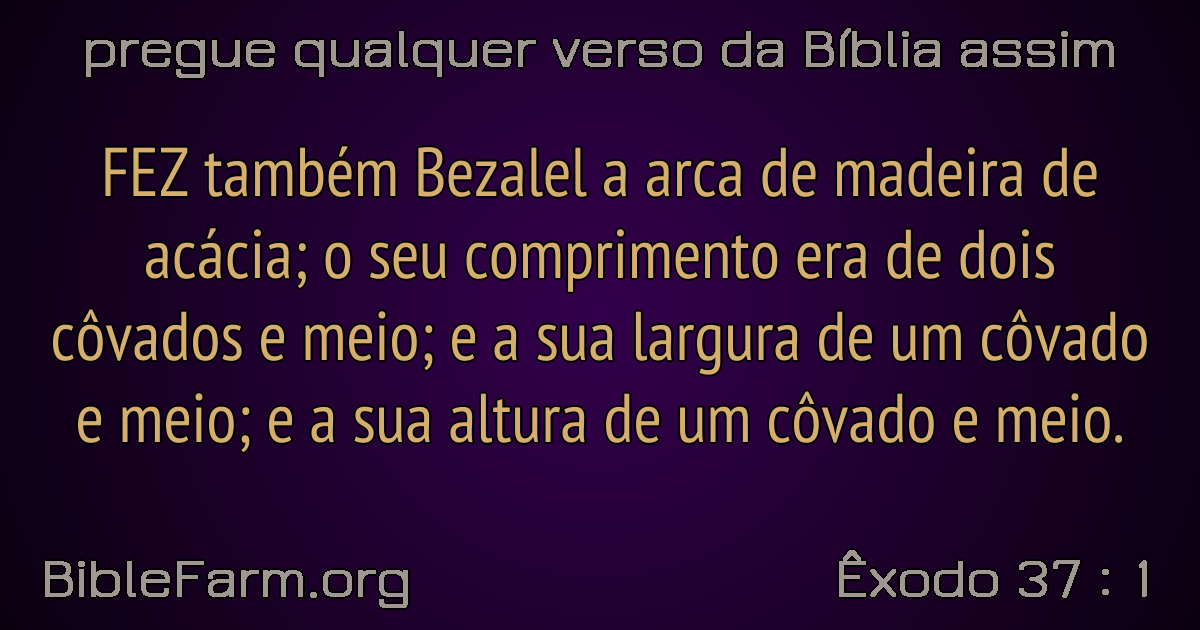 pregue qualquer verso da Bíblia assim
FEZ também Bezalel a arca de madeira de
acácia; o seu comprimento era de dois
côvados e meio; e a sua largura de um côvado
e meio; e a sua altura de um côvado e meio.
BibleFarm.org
Êxodo 37 : 1